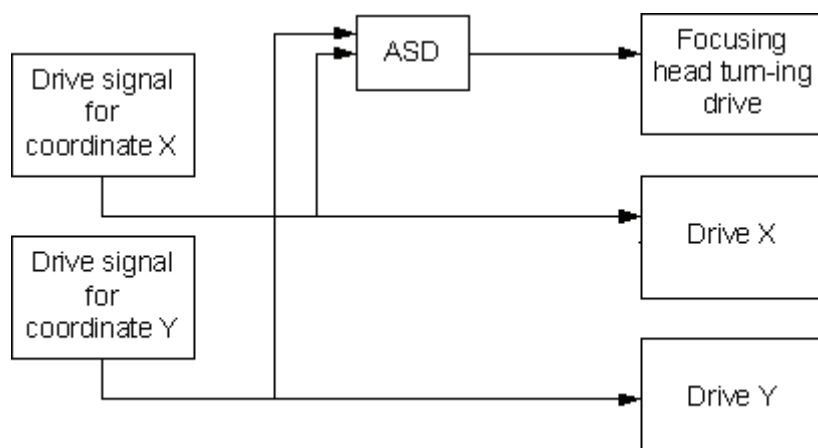 Drive signal
for
coordinate X
Drive signal
for
coordinate Y
ASD
Focusing
head turn-ing
drive
Drive X
Drive Y